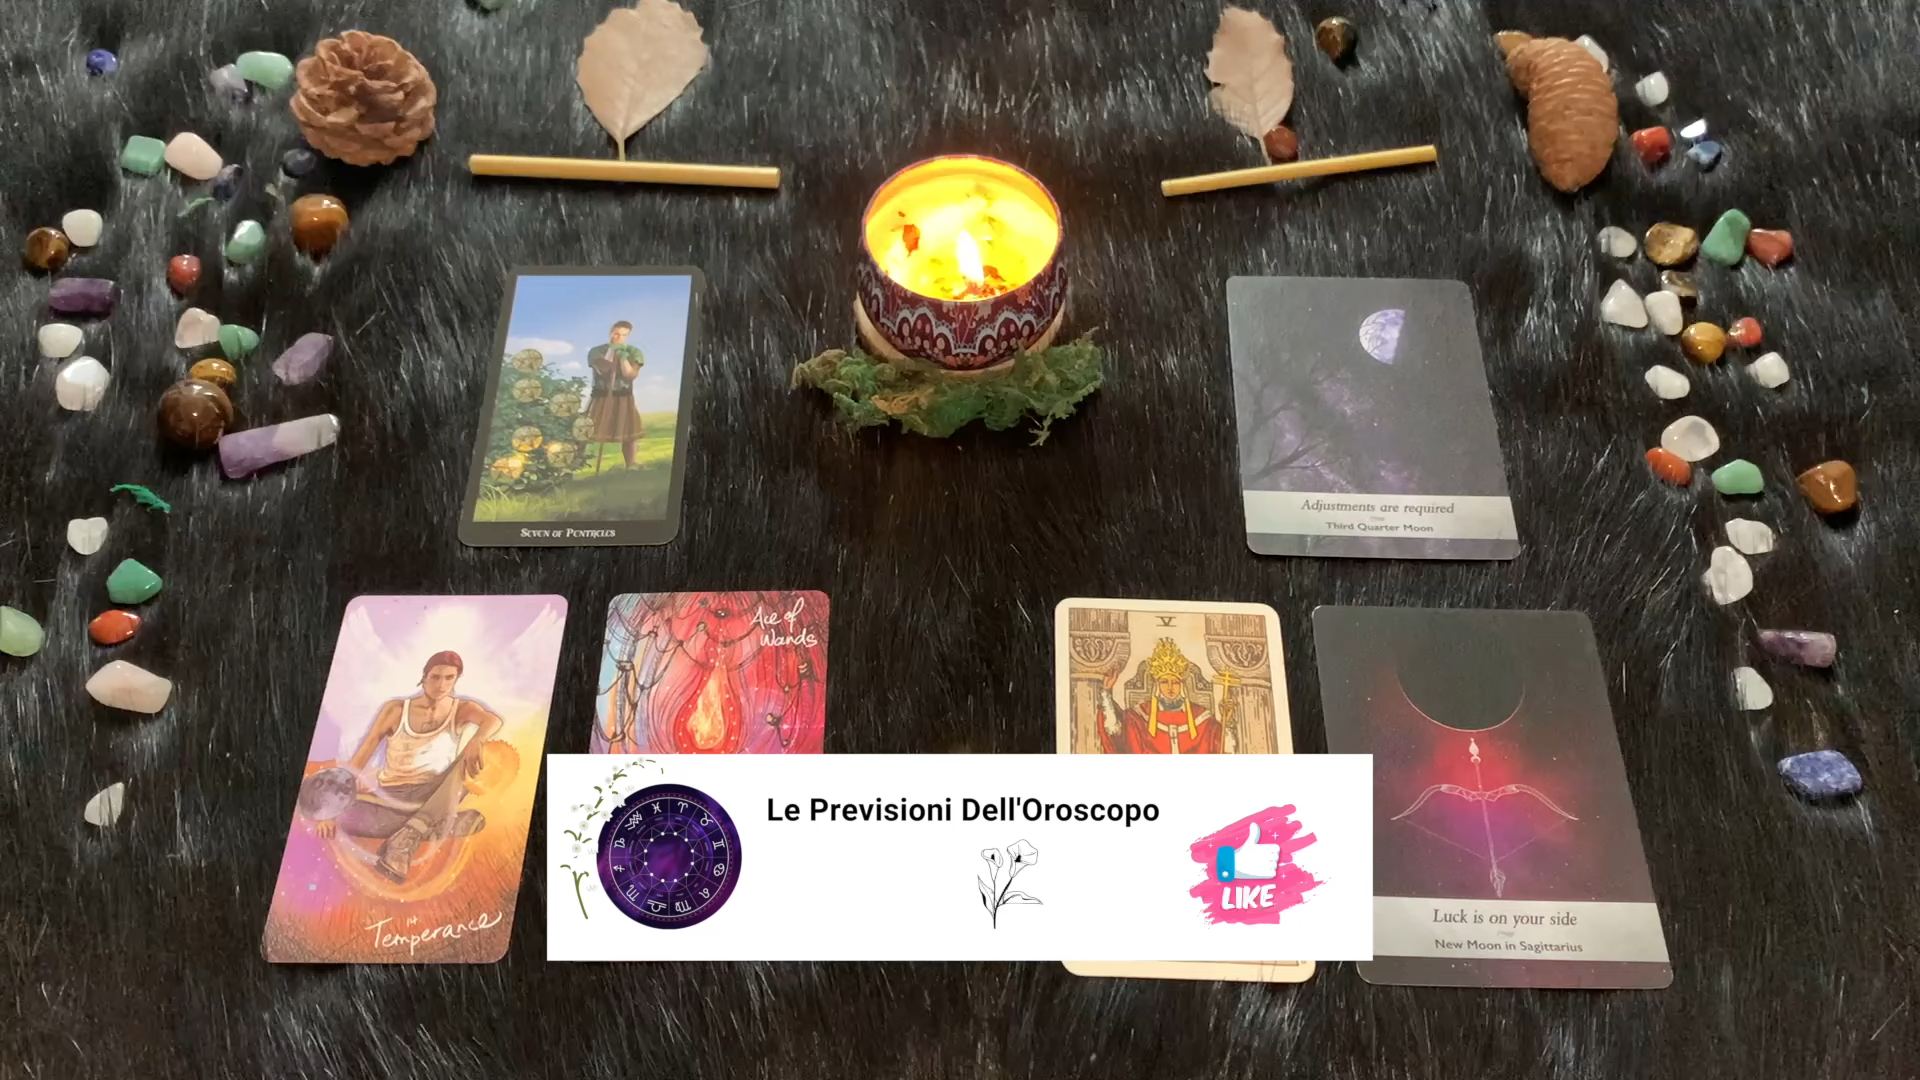 SEVEN OF PENTACLES
Adjustments are required
Third Quarter Moon
Ace of
Wands
V
14
Temperance
Le Previsioni Dell'Oroscopo
LIKE
Luck is on your side
New Moon in Sagittarius